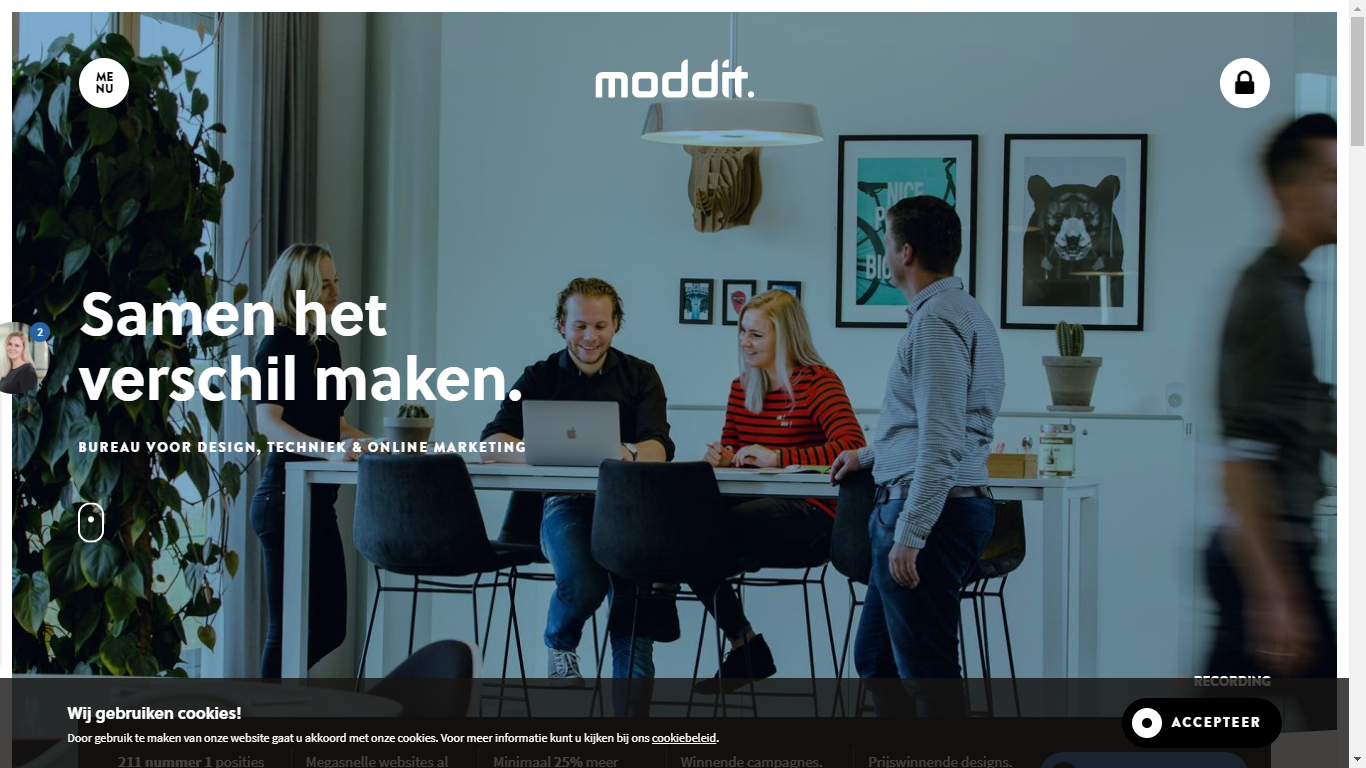 ME
NU
moddit.
NICE
BIG
2
Samen het
verschil maken.
BUREAU VOOR DESIGN, TECHNIEK & ONLINE MARKETING
RECORDING
Wij gebruiken cookies!
Door gebruik te maken van onze website gaat u akkoord met onze cookies. Voor meer informatie kunt u kijken bij ons cookiebeleid.
ACCEPTEER
211 nummer 1 posities
Megasnelle websites al
Minimaal 25% meer
Winnende campagnes.
Prijswinnende designs.